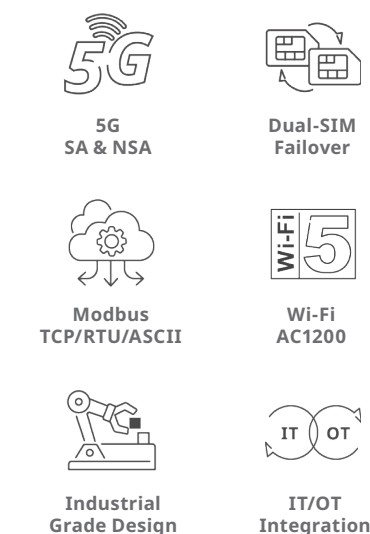 5G
5G
SA & NSA
Dual-SIM
Failover
Modbus
TCP/RTU/ASCII
Wi-Fi 5
Wi-Fi
AC1200
Industrial
Grade Design
IT OT
IT/OT
Integration